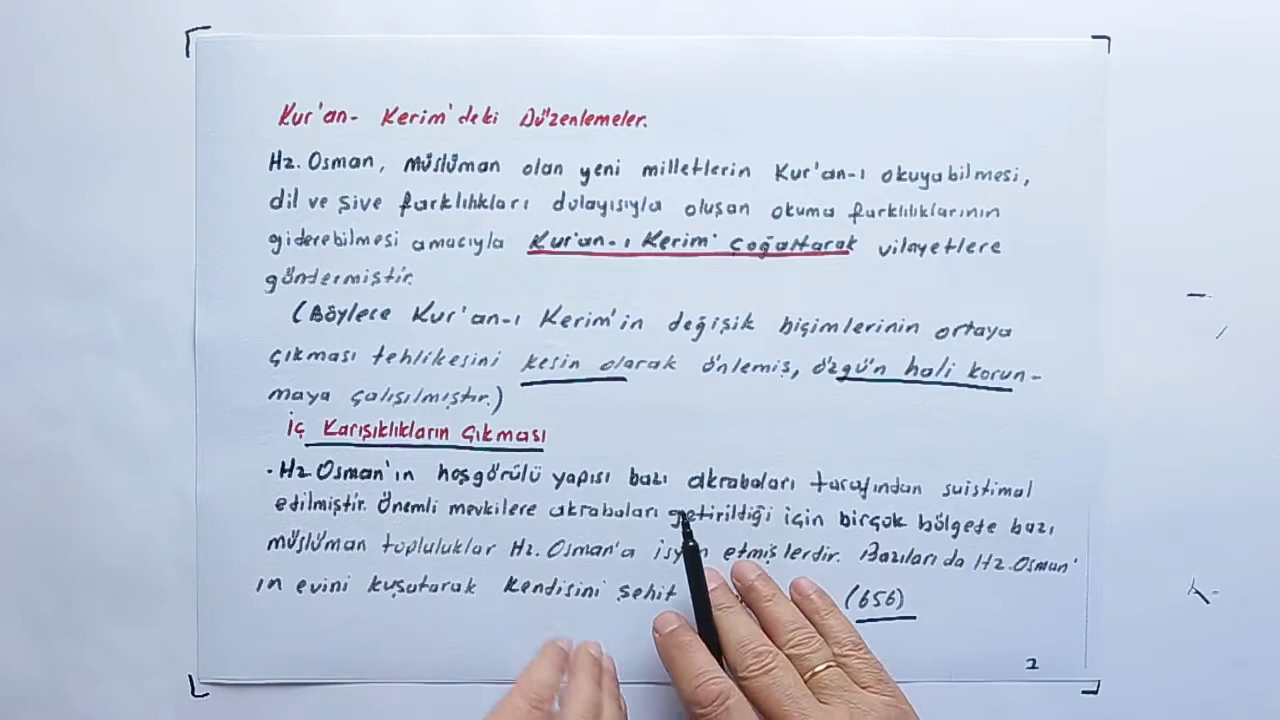 Kur'an- Kerim'deki Düzenlemeler.
Hz. Osman, müslüman olan yeni milletlerin Kur'an-ı okuyabilmesi,
dil ve şive farklılıkları dolayısıyla oluşan okuma farklılıklarının
giderebilmesi amacıyla Kur'an-ı Kerim' çoğaltarak vilayetlere
göndermiştir.
(Böylece Kur'an-ı Kerim'in değişik biçimlerinin ortaya
çıkması tehlikesini kesin olarak önlemiş, özgün hali korun-
maya çalışılmıştır.)
İç Karışıklıkların Çıkması
· Hz Osman'ın hoşgörülü yapısı bazı akrabaları tarafından suistimal
edilmiştir. Önemli mevkilere akrabaları getirildiği için birçok bölgede bazı
müslüman topluluklar Hz. Osman'a isyan etmişlerdir. Bazıları da Hz. Osman'
ın evini kuşatarak kendisini şehit (656)
2